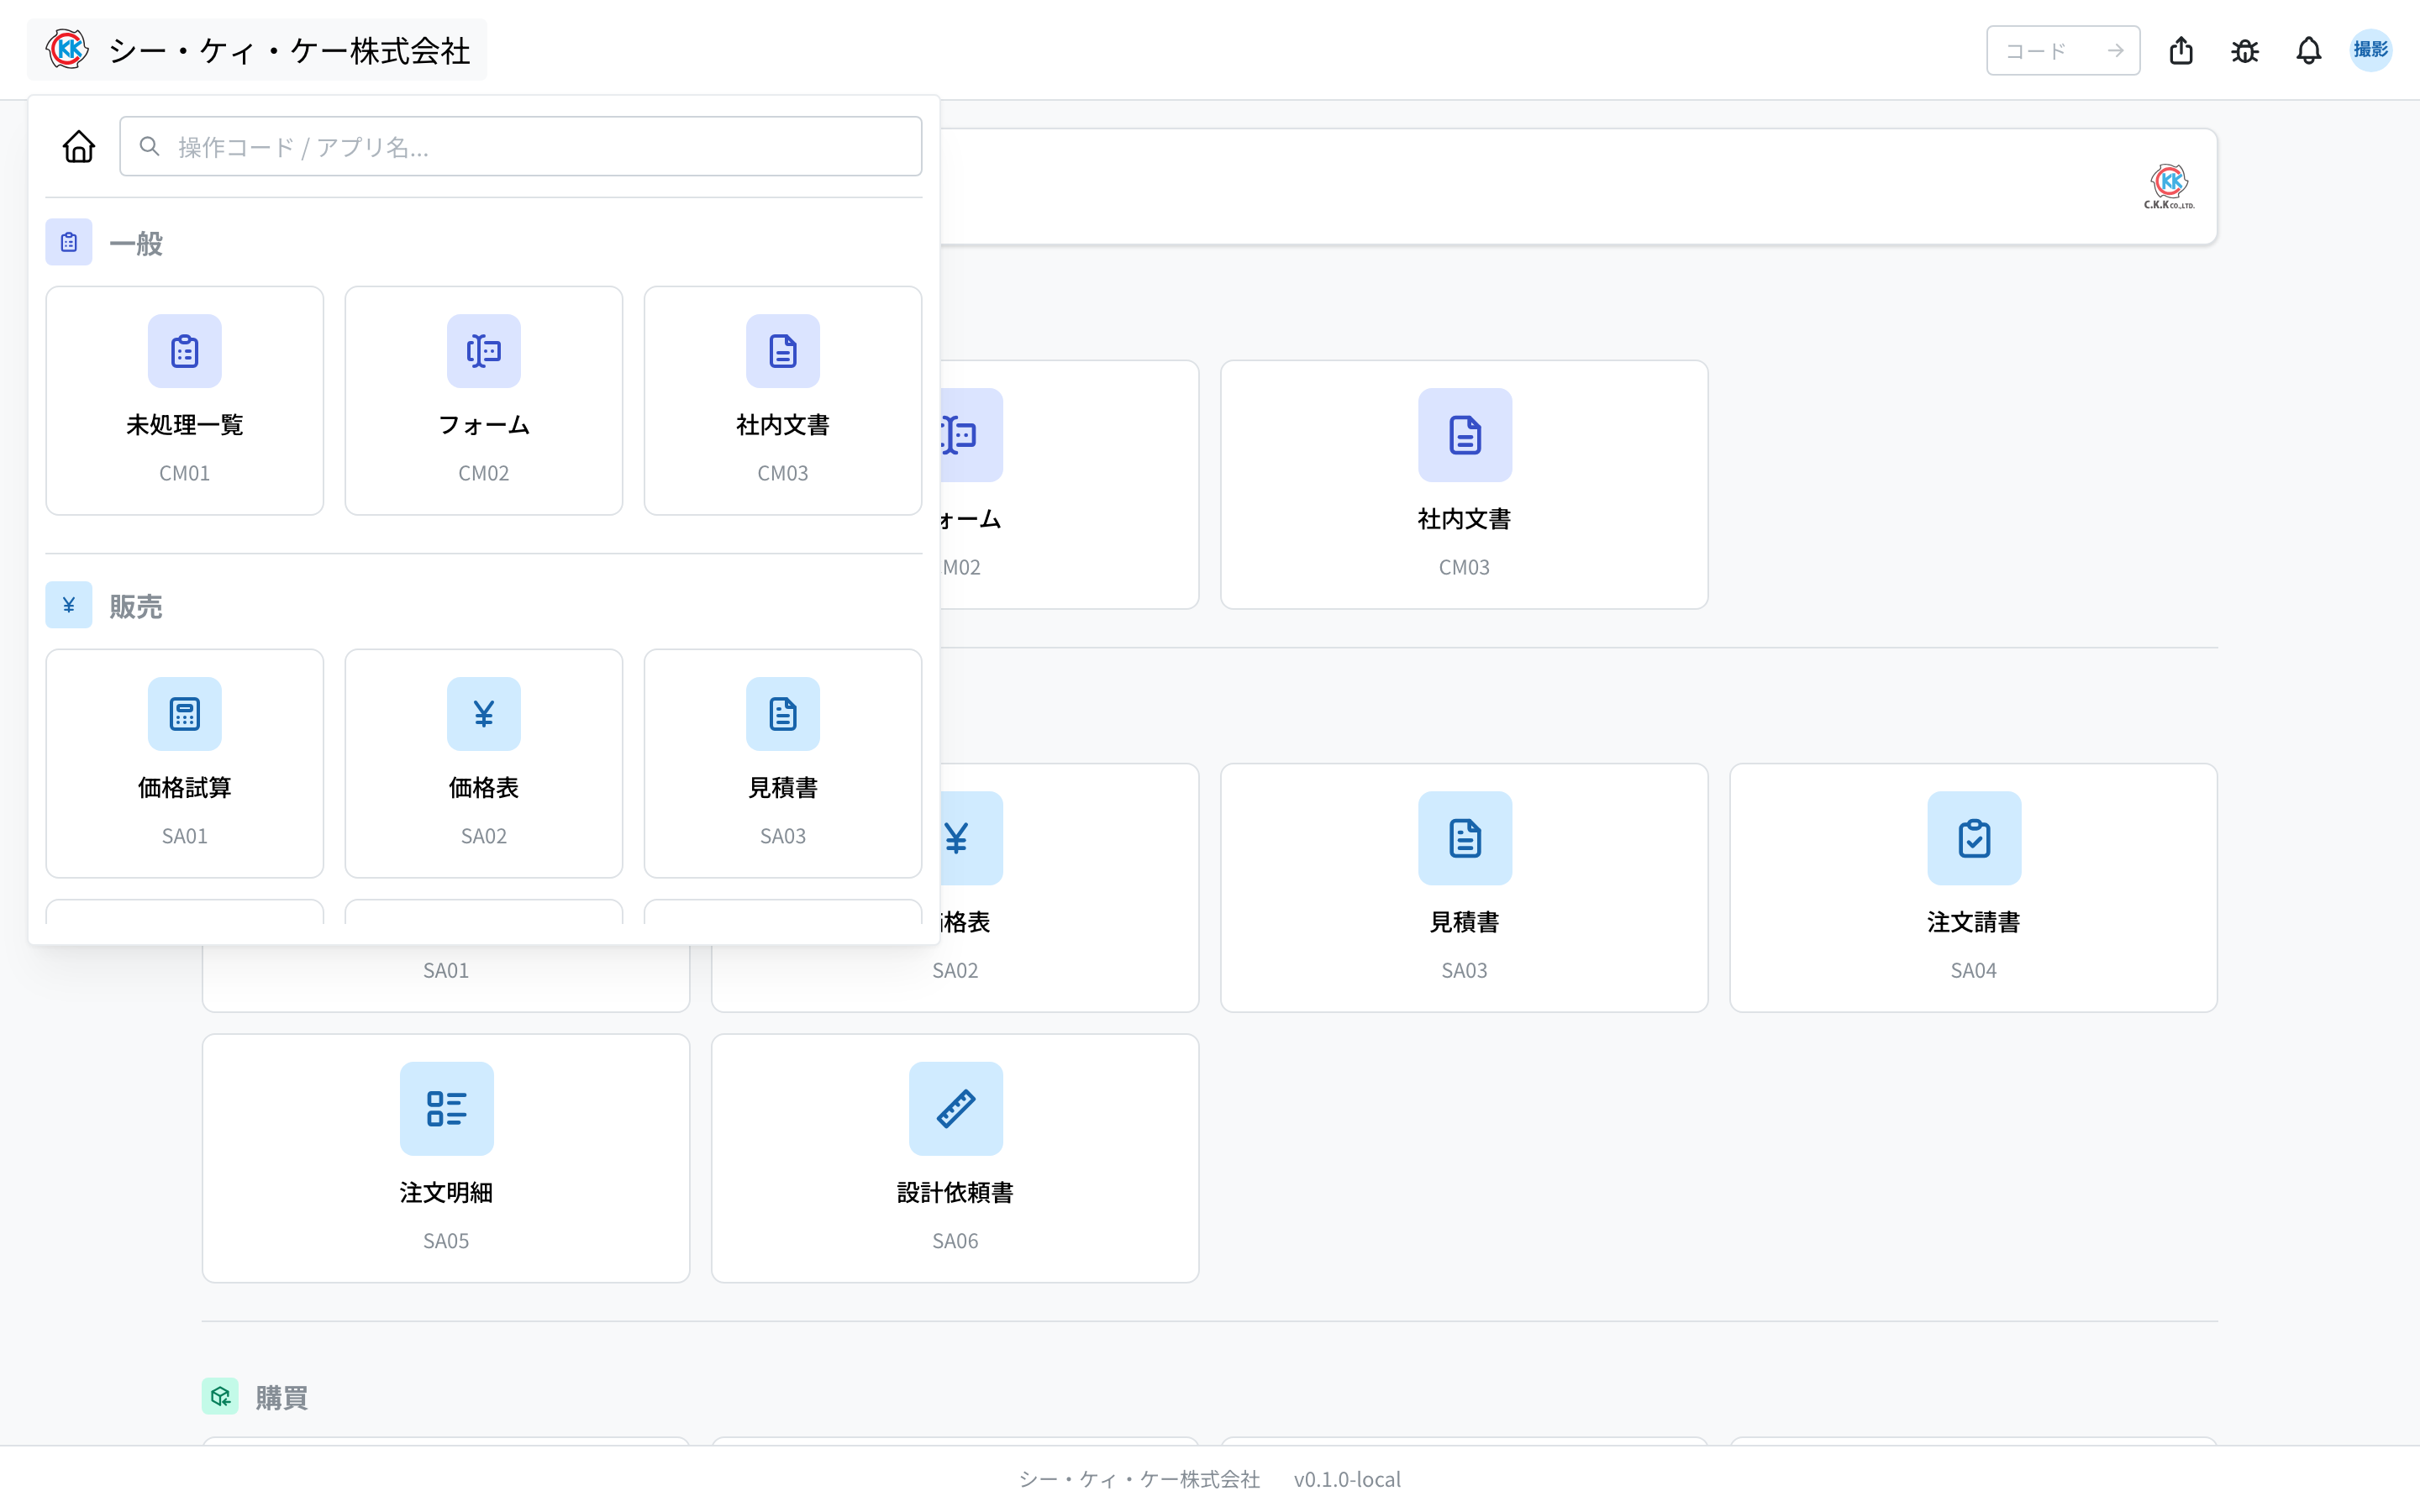 シー・ケィ・ケー株式会社
コード
撮影
操作コード / アプリ名...
C.K.K CO.,LTD.
一般
未処理一覧
フォーム
社内文書
CM01
CM02
CM03
ォーム
社内文書
M02
CM03
販売
価格試算
価格表
見積書
SA01
SA02
SA03
格表
見積書
注文請書
SA01
SA02
SA03
SA04
注文明細
設計依頼書
SA05
SA06
購買
シー・ケィ・ケー株式会社 v0.1.0-local